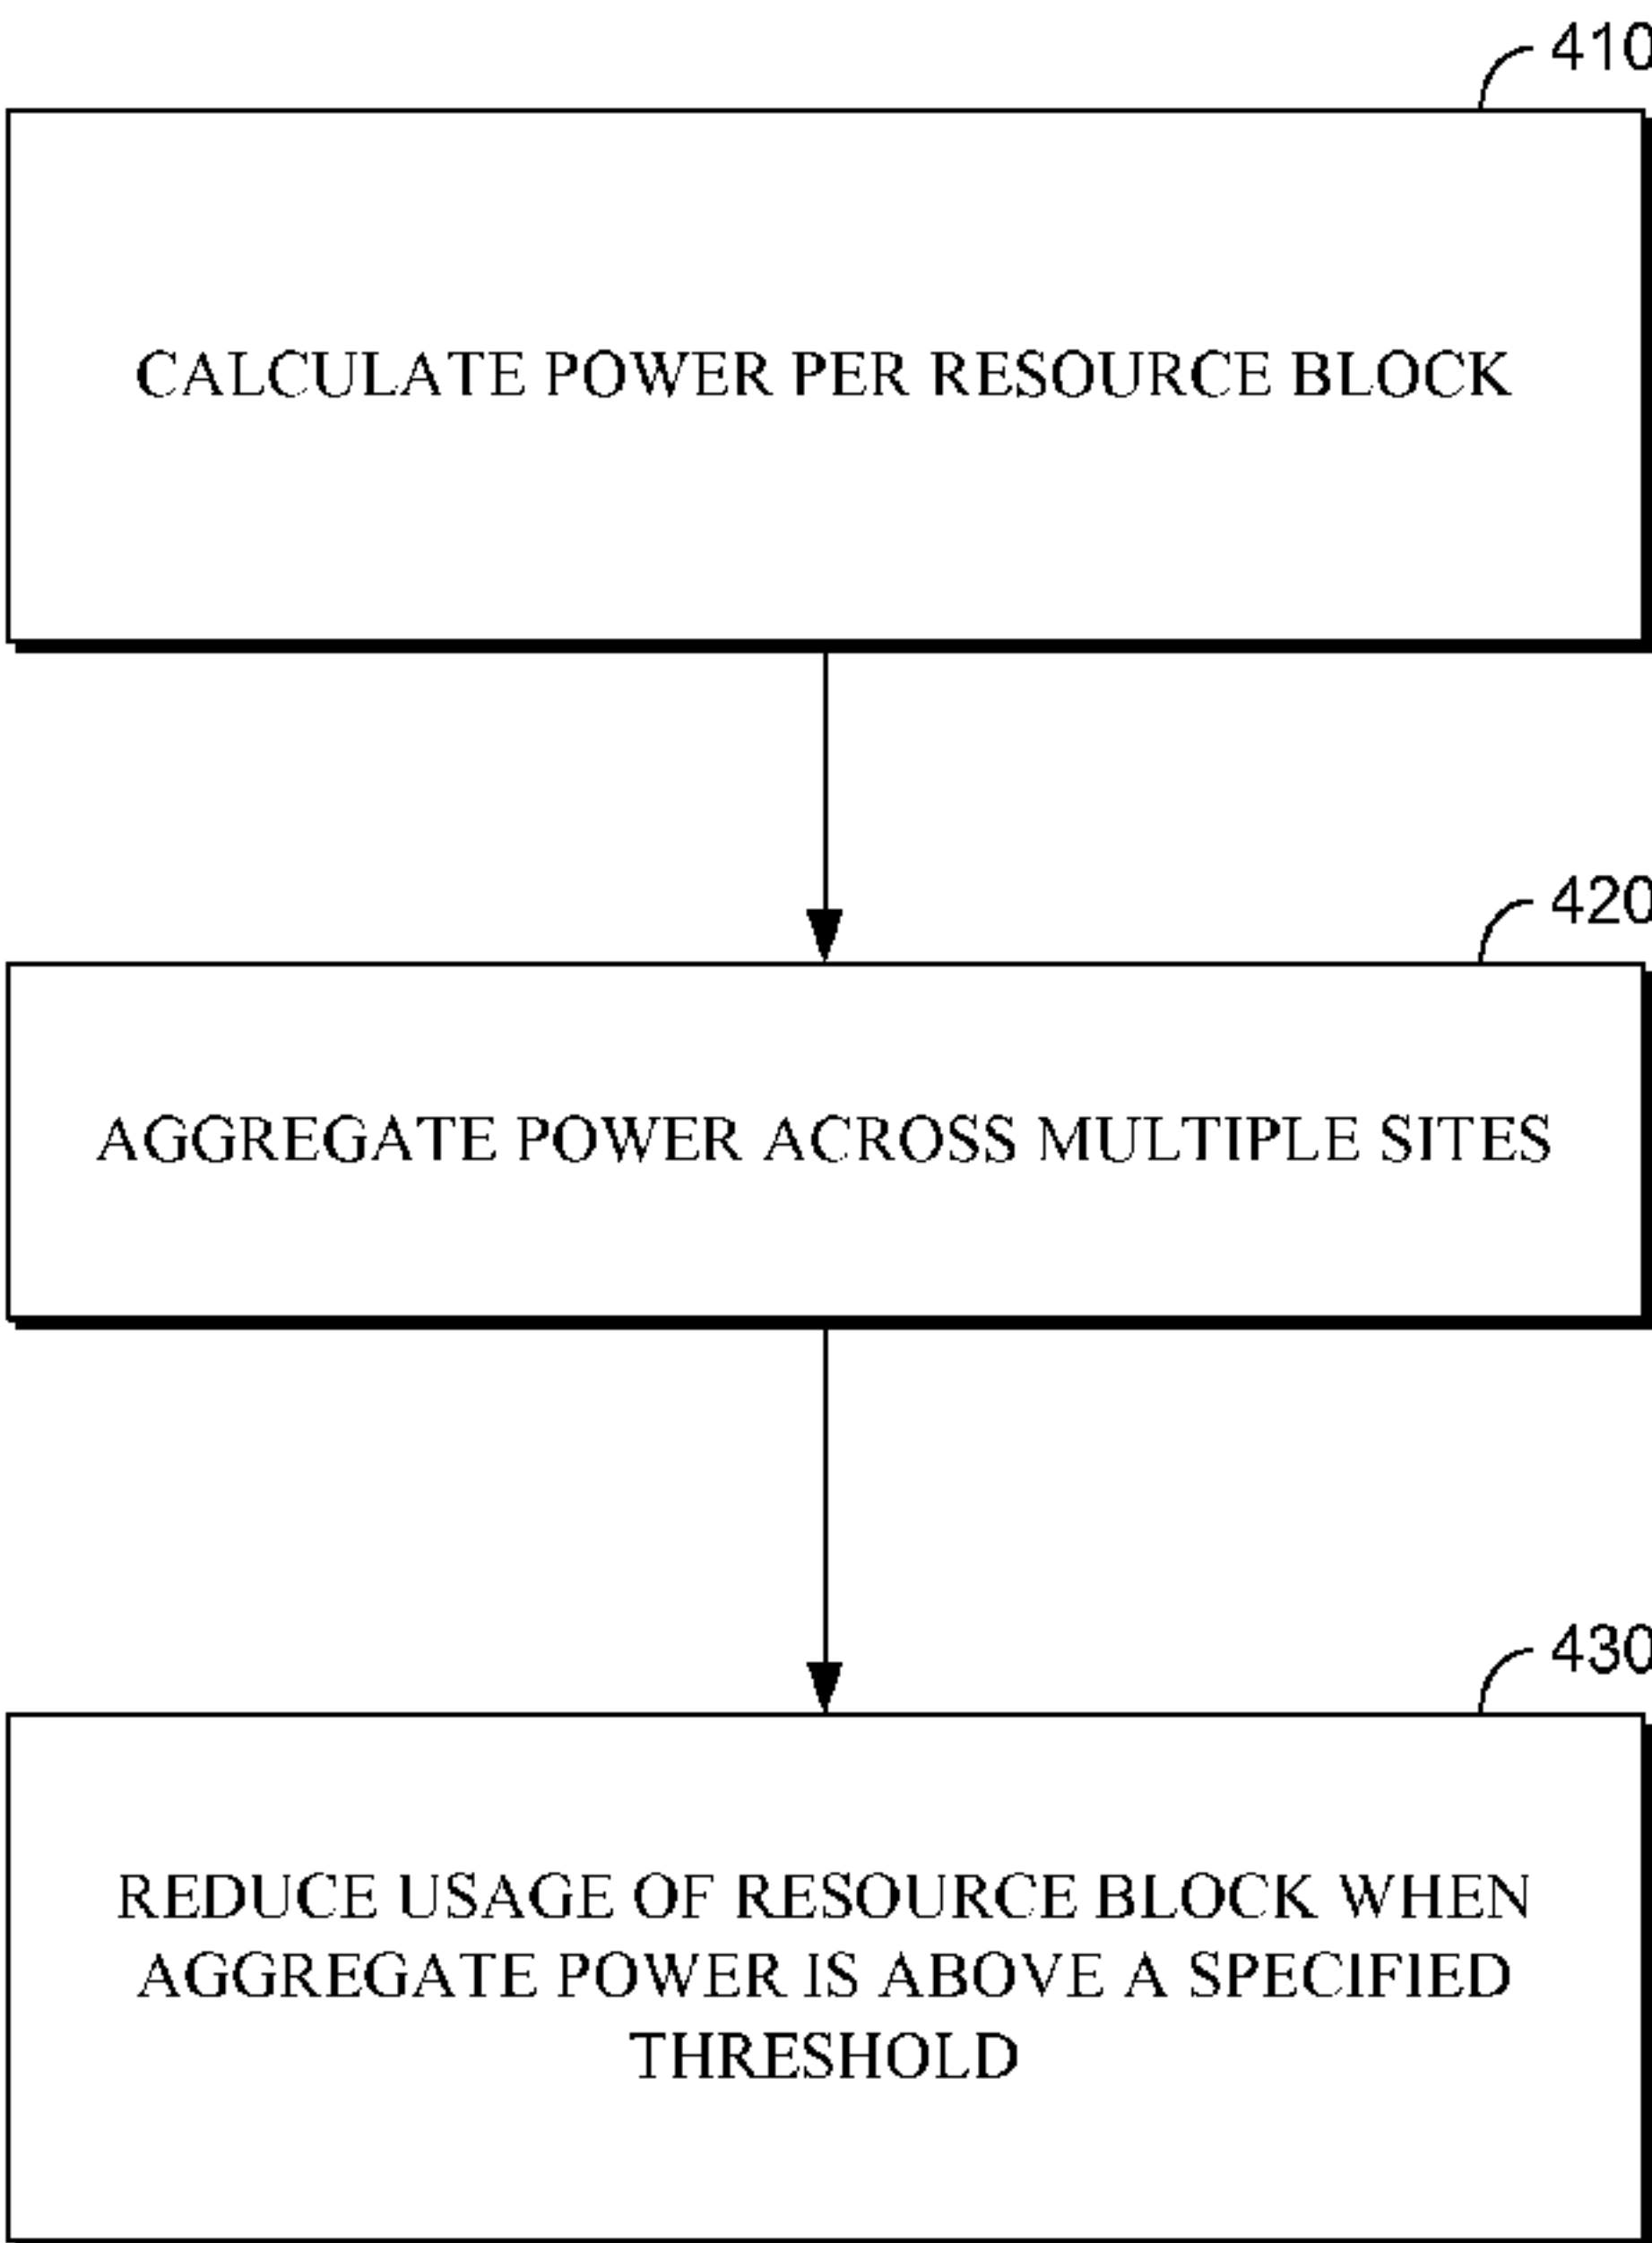 410
CALCULATE POWER PER RESOURCE BLOCK
420
AGGREGATE POWER ACROSS MULTIPLE SITES
430
REDUCE USAGE OF RESOURCE BLOCK WHEN
AGGREGATE POWER IS ABOVE A SPECIFIED
THRESHOLD